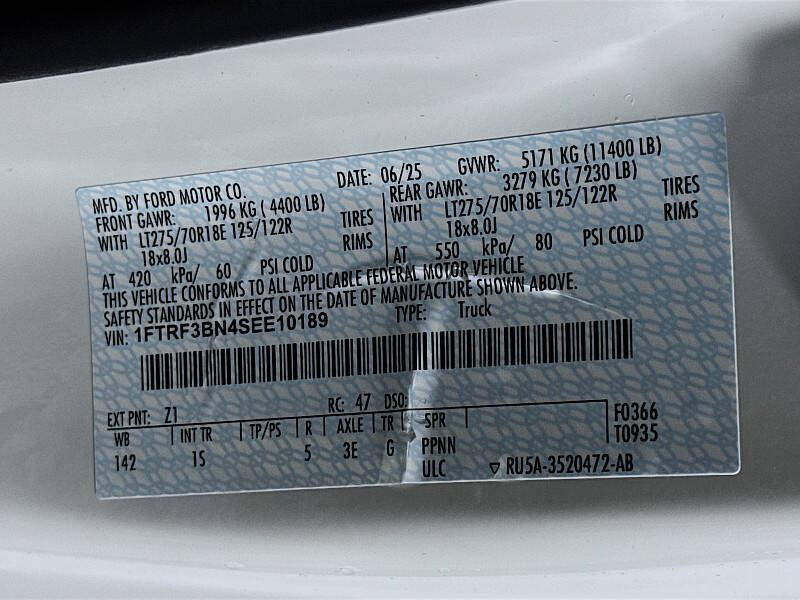 MFD. BY FORD MOTOR CO. DATE: 06/25 GVWR: 5171 KG (11400 LB)
FRONT GAWR: 1996 KG ( 4400 LB) REAR GAWR: 3279 KG ( 7230 LB)
WITH LT275/70R18E 125/122R TIRES WITH LT275/70R18E 125/122R TIRES
18x8.0J RIMS 18x8.0J RIMS
AT 420 kPa/ 60 PSI COLD AT 550 kPa/ 80 PSI COLD
THIS VEHICLE CONFORMS TO ALL APPLICABLE FEDERAL MOTOR VEHICLE
SAFETY STANDARDS IN EFFECT ON THE DATE OF MANUFACTURE SHOWN ABOVE.
VIN: 1FTRF3BN4SEE10189 TYPE: Truck
EXT PNT: Z1 RC: 47 DSO: F0366
WB INT TR TP/PS R AXLE TR SPR T0935
142 1S 5 3E G PPNN
ULC ▽ RU5A-3520472-AB